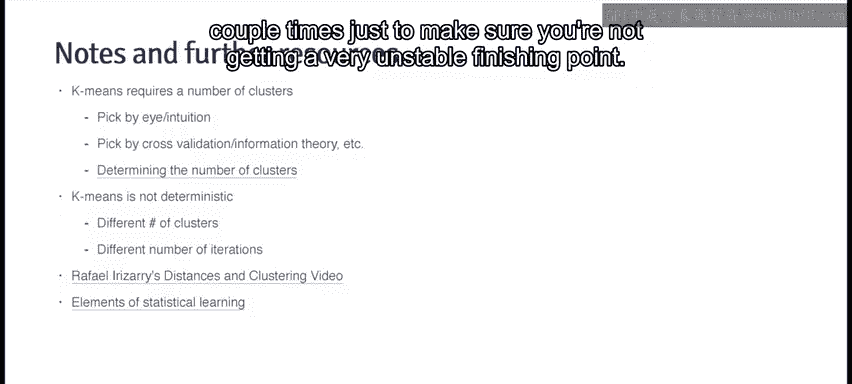 couple times just to make sure you're not
getting a very unstable finishing point.
Notes and further resources
· K-means requires a number of clusters
- Pick by eye/intuition
- Pick by cross validation/information theory, etc.
- Determining the number of clusters
· K-means is not deterministic
- Different # of clusters
- Different number of iterations
· Rafael Irizarry's Distances and Clustering Video
· Elements of statistical learning